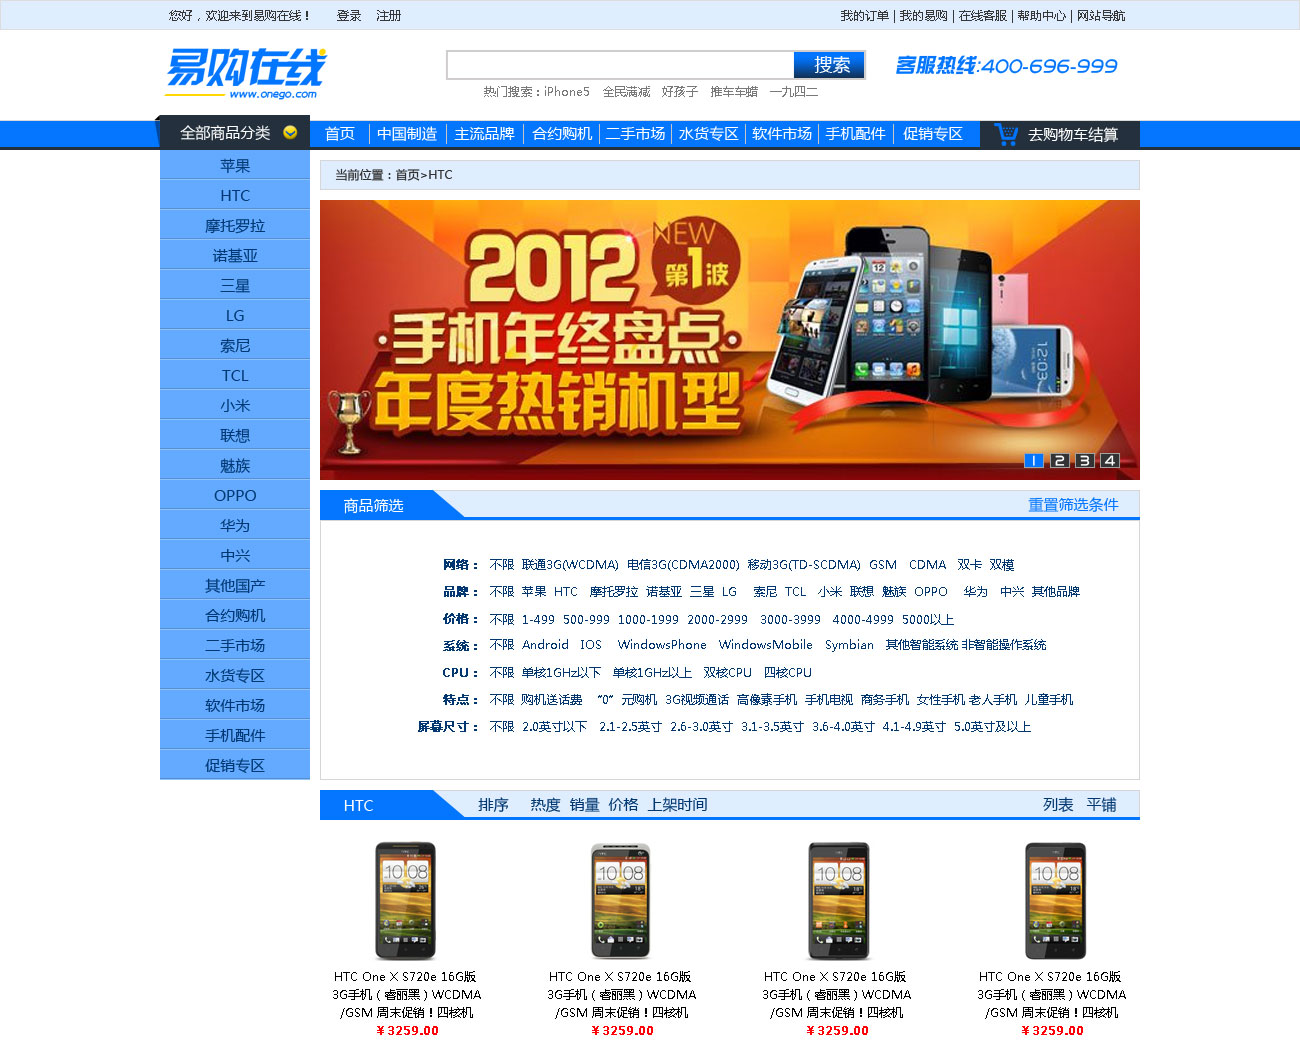 您好，欢迎来到易购在线！ 登录 注册 我的订单 | 我的易购 | 在线客服 | 帮助中心 | 网站导航
易购在线
www.onego.com
搜索
客服热线:400-696-999
热门搜索：iPhone5 全民满减 好孩子 推车车蜡 一九四二
全部商品分类 首页 中国制造 主流品牌 合约购机 二手市场 水货专区 软件市场 手机配件 促销专区 去购物车结算
苹果
HTC
摩托罗拉
诺基亚
三星
LG
索尼
TCL
小米
联想
魅族
OPPO
华为
中兴
其他国产
合约购机
二手市场
水货专区
软件市场
手机配件
促销专区
当前位置：首页>HTC
2012
NEW
第1波
·手机年终盘点·
年度热销机型
12:03
1 2 3 4
商品筛选 重置筛选条件
网络： 不限 联通3G(WCDMA) 电信3G(CDMA2000) 移动3G(TD-SCDMA) GSM CDMA 双卡 双模
品牌： 不限 苹果 HTC 摩托罗拉 诺基亚 三星 LG 索尼 TCL 小米 联想 魅族 OPPO 华为 中兴 其他品牌
价格： 不限 1-499 500-999 1000-1999 2000-2999 3000-3999 4000-4999 5000以上
系统： 不限 Android IOS WindowsPhone WindowsMobile Symbian 其他智能系统 非智能操作系统
CPU： 不限 单核1GHz以下 单核1GHz以上 双核CPU 四核CPU
特点： 不限 购机送话费 “0”元购机 3G视频通话 高像素手机 手机电视 商务手机 女性手机 老人手机 儿童手机
屏幕尺寸： 不限 2.0英寸以下 2.1-2.5英寸 2.6-3.0英寸 3.1-3.5英寸 3.6-4.0英寸 4.1-4.9英寸 5.0英寸及以上
HTC 排序 热度 销量 价格 上架时间 列表 平铺
10:08 10:08 10:08 10:08
HTC One X S720e 16G版 HTC One X S720e 16G版 HTC One X S720e 16G版 HTC One X S720e 16G版
3G手机（睿丽黑）WCDMA 3G手机（睿丽黑）WCDMA 3G手机（睿丽黑）WCDMA 3G手机（睿丽黑）WCDMA
/GSM 周末促销！四核机 /GSM 周末促销！四核机 /GSM 周末促销！四核机 /GSM 周末促销！四核机
￥3259.00 ￥3259.00 ￥3259.00 ￥3259.00